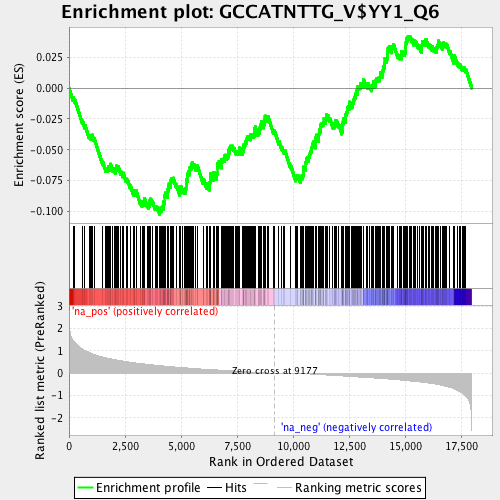 Enrichment plot: GCCATNTTG_V$YY1_Q6
Enrichment score (ES)
0.025
0.000
-0.025
-0.050
-0.075
-0.100
'na_pos' (positively correlated)
Ranked list metric (PreRanked)
3
2
1
0
-1
-2
Zero cross at 9177
'na_neg' (negatively correlated)
0
2,500
5,000
7,500
10,000
12,500
15,000
17,500
Rank in Ordered Dataset
Enrichment profile
Hits
Ranking metric scores